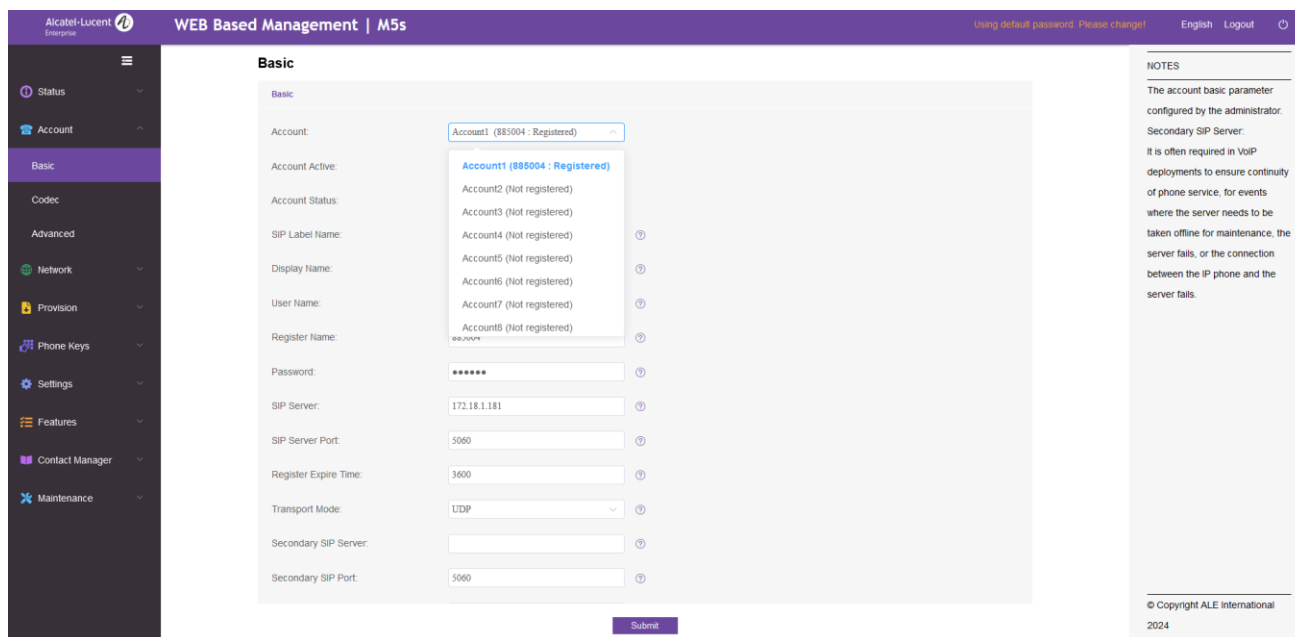 Alcatel-Lucent
Enterprise
WEB Based Management | M5s
Using default password. Please change!
English Logout
Status
Account
Basic
Codec
Advanced
Network
Provision
Phone Keys
Settings
Features
Contact Manager
Maintenance
Basic
Basic
Account: Account1 (885004 : Registered)
Account Active: Account1 (885004 : Registered)
Account2 (Not registered)
Account Status:
Account3 (Not registered)
SIP Label Name: Account4 (Not registered)
Account5 (Not registered)
Display Name:
Account6 (Not registered)
User Name: Account7 (Not registered)
Account8 (Not registered)
Register Name: 885004
Password: ●●●●●●
SIP Server: 172.18.1.181
SIP Server Port: 5060
Register Expire Time: 3600
Transport Mode: UDP
Secondary SIP Server:
Secondary SIP Port: 5060
Submit
NOTES
The account basic parameter
configured by the administrator.
Secondary SIP Server:
It is often required in VoIP
deployments to ensure continuity
of phone service, for events
where the server needs to be
taken offline for maintenance, the
server fails, or the connection
between the IP phone and the
server fails.
© Copyright ALE International
2024